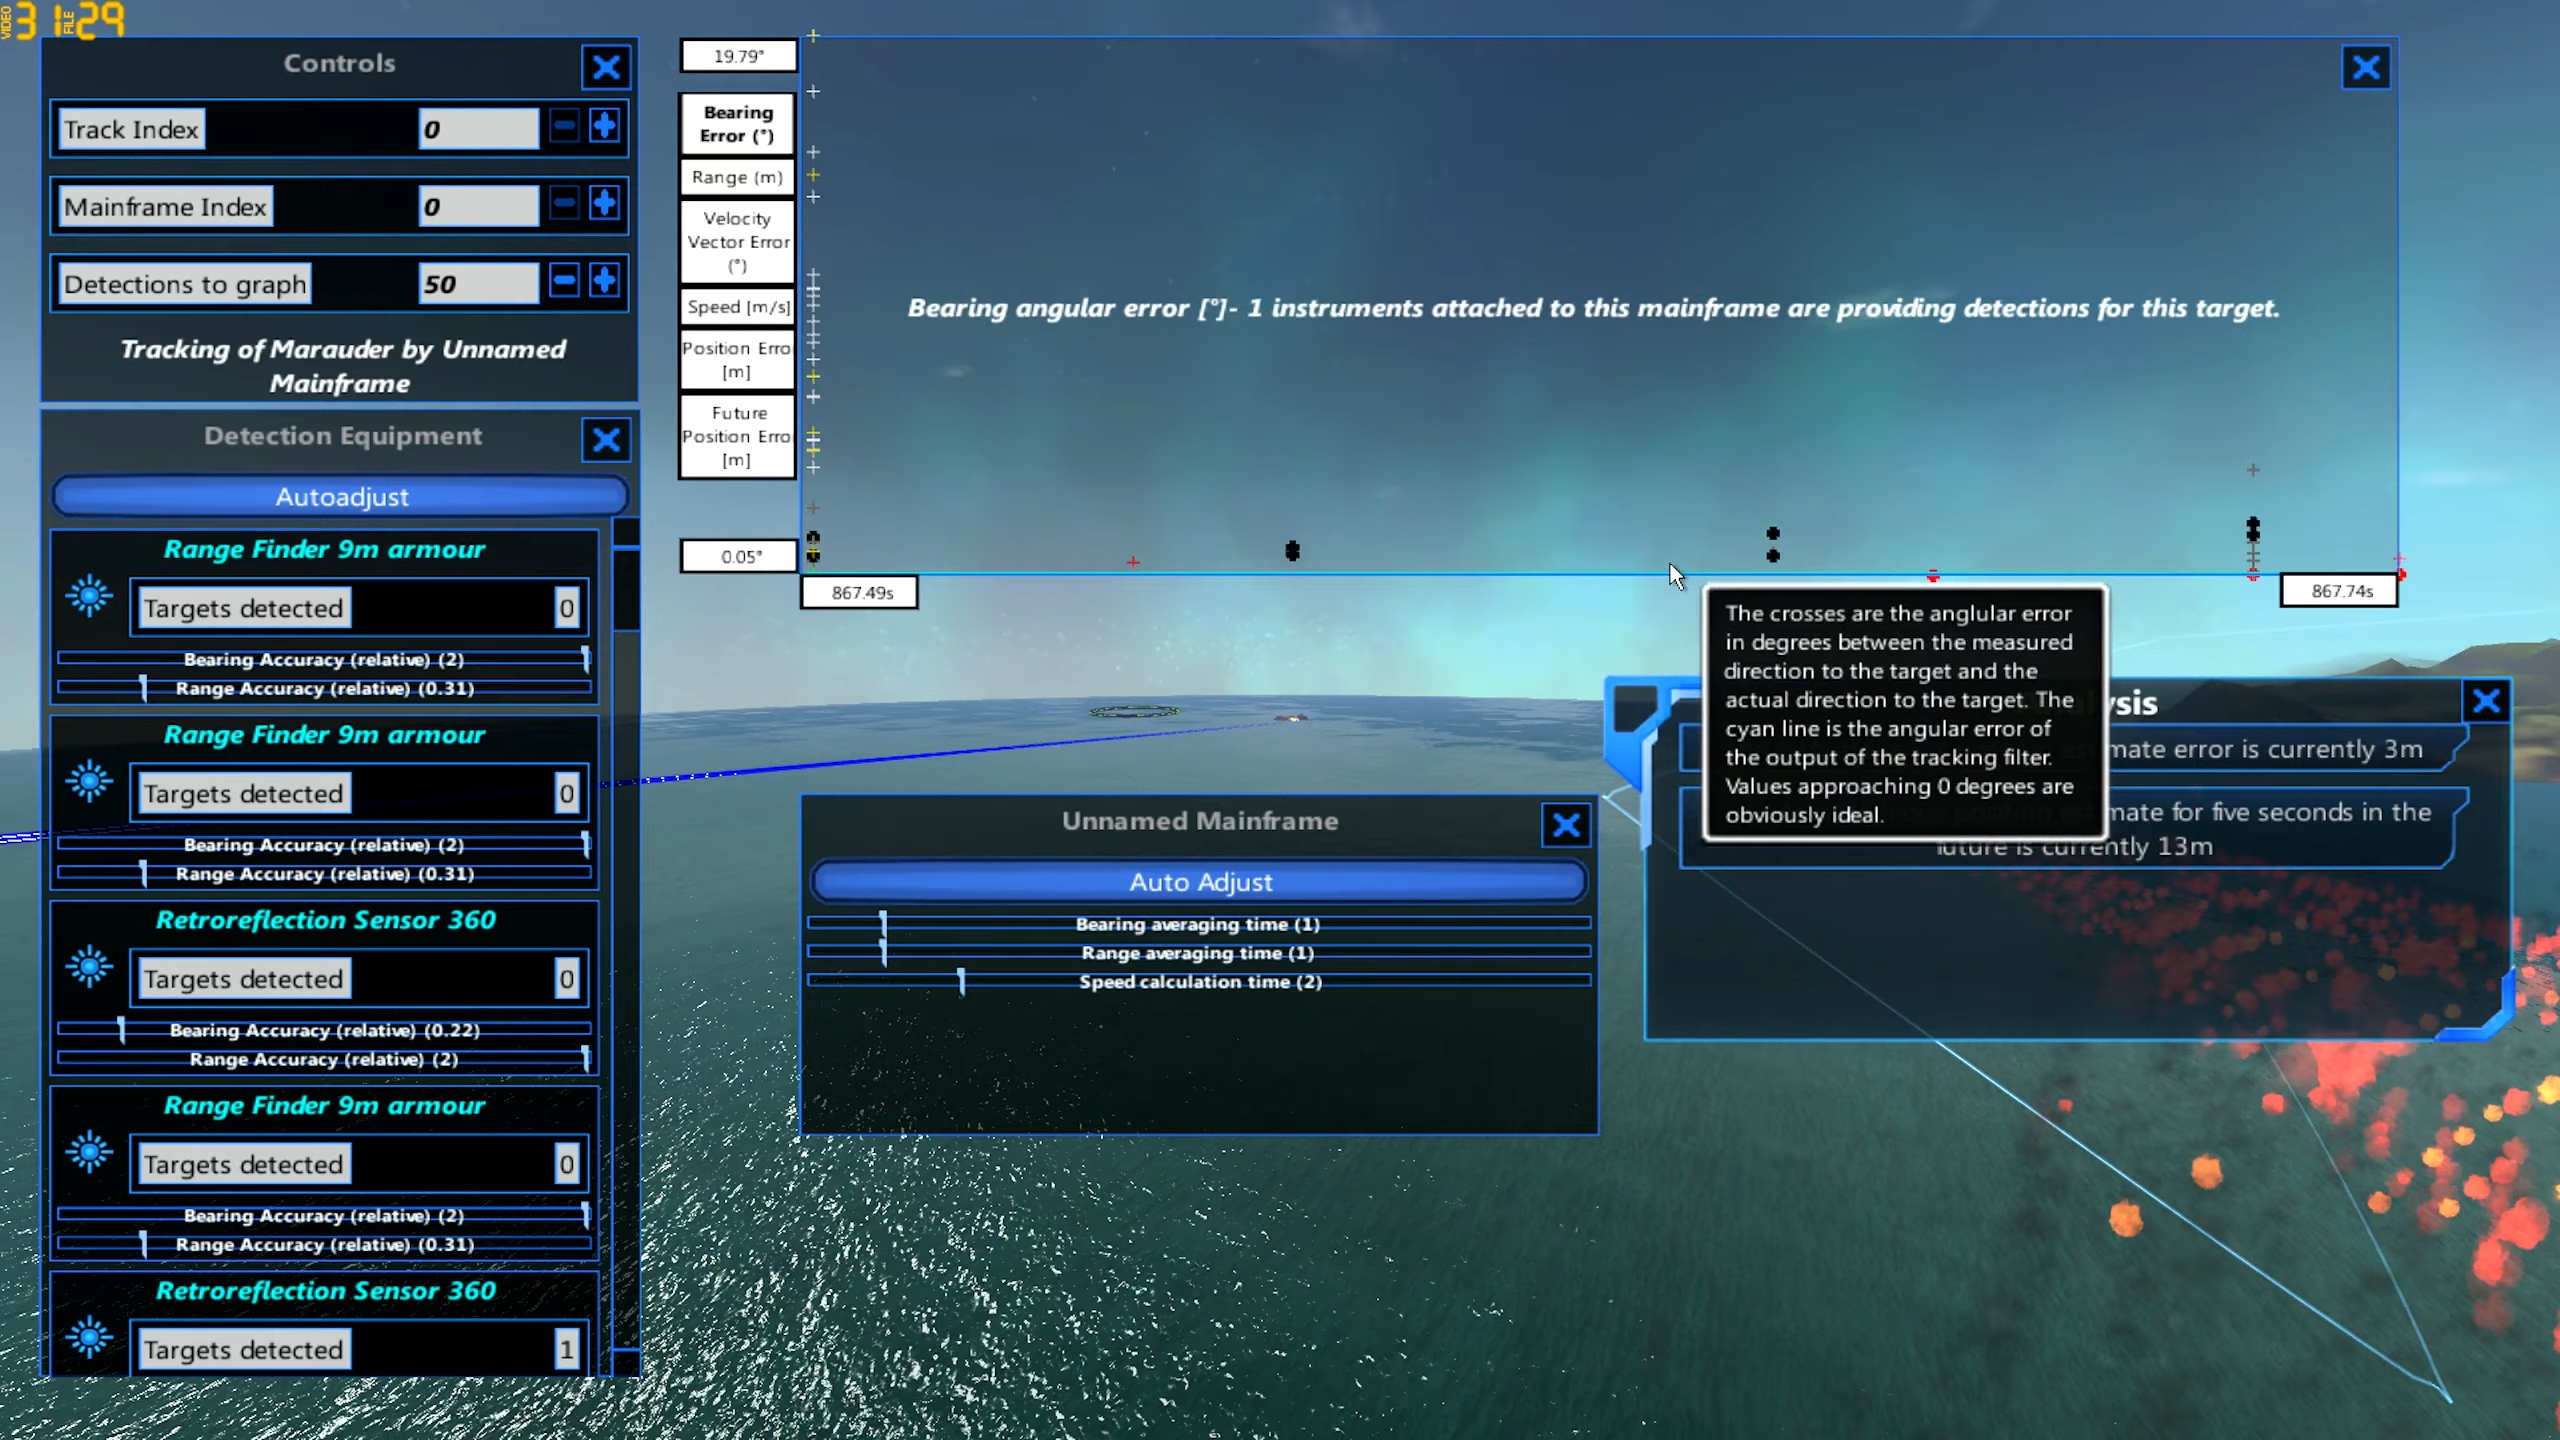 VIDEO
31
FILE
29
Controls
Track Index
0
Mainframe Index
0
Detections to graph
50
Tracking of Marauder by Unnamed
Mainframe
Detection Equipment
Autoadjust
Range Finder 9m armour
Targets detected
0
Bearing Accuracy (relative) (2)
Range Accuracy (relative) (0.31)
Range Finder 9m armour
Targets detected
0
Bearing Accuracy (relative) (2)
Range Accuracy (relative) (0.31)
Retroreflection Sensor 360
Targets detected
0
Bearing Accuracy (relative) (0.22)
Range Accuracy (relative) (2)
Range Finder 9m armour
Targets detected
0
Bearing Accuracy (relative) (2)
Range Accuracy (relative) (0.31)
Retroreflection Sensor 360
Targets detected
1
19.79°
Bearing
Error (°)
Range (m)
Velocity
Vector Error
(°)
Speed [m/s]
Position Erro
[m]
Future
Position Erro
[m]
0.05°
Bearing angular error [°]- 1 instruments attached to this mainframe are providing detections for this target.
867.49s
867.74s
The crosses are the anglular error
in degrees between the measured
direction to the target and the
actual direction to the target. The
cyan line is the angular error of
the output of the tracking filter.
Values approaching 0 degrees are
obviously ideal.
ysis
mate error is currently 3m
mate for five seconds in the
future is currently 13m
Unnamed Mainframe
Auto Adjust
Bearing averaging time (1)
Range averaging time (1)
Speed calculation time (2)